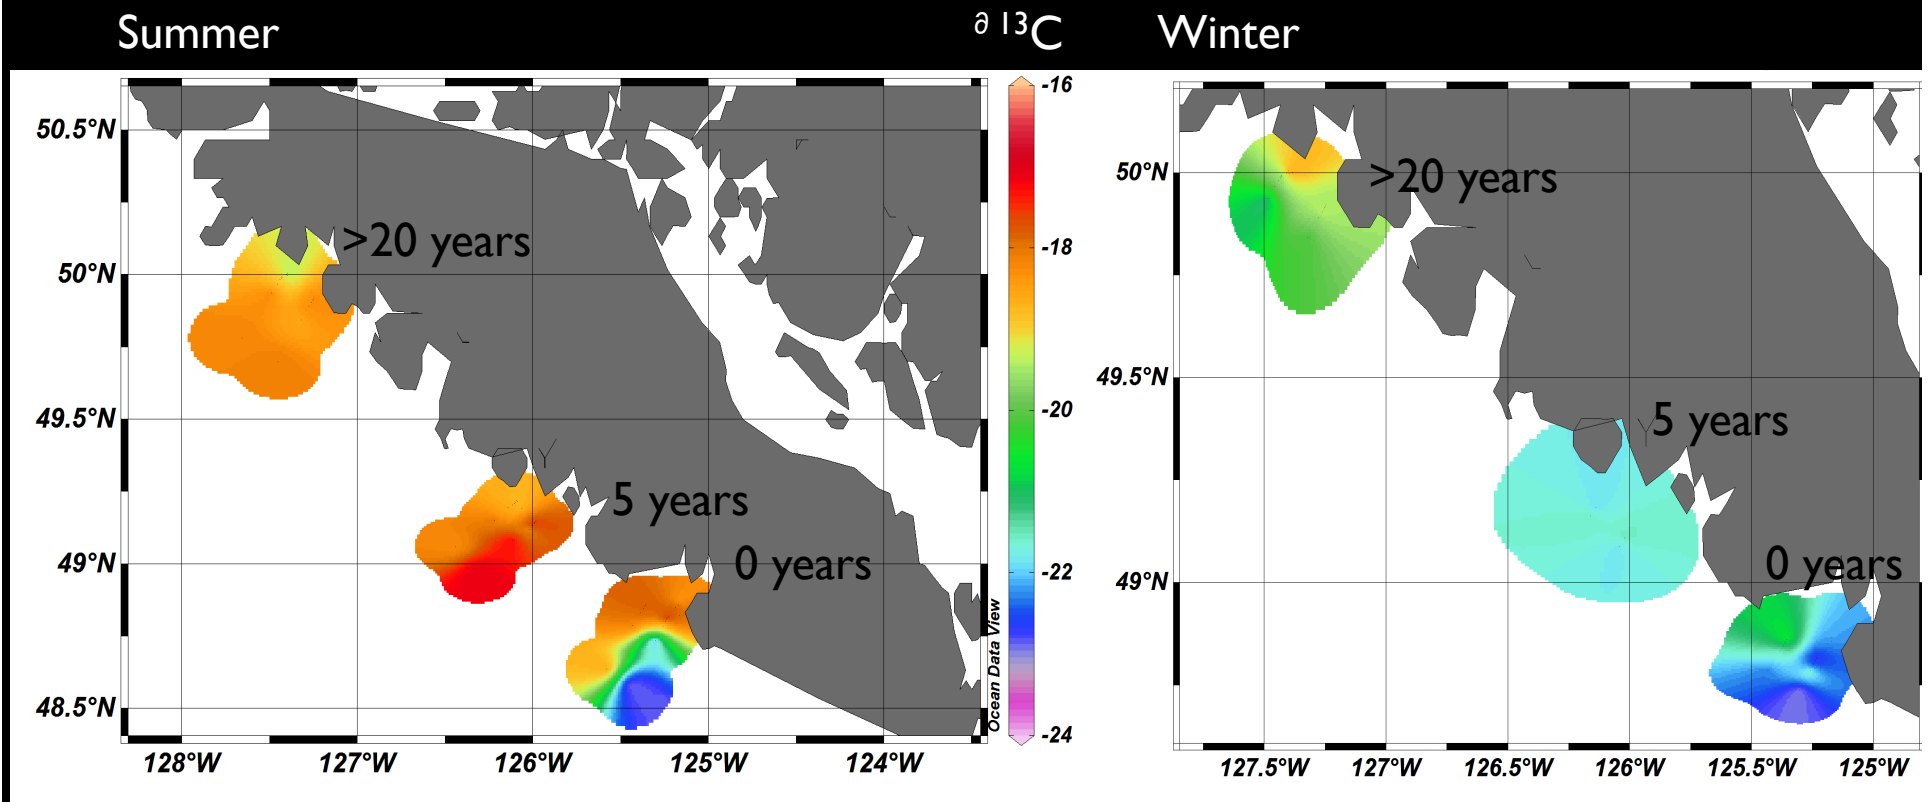 Summer
∂ 13C
Winter
50.5°N
50°N
49.5°N
49°N
48.5°N
128°W
127°W
126°W
125°W
124°W
>20 years
5 years
0 years
-16
-18
-20
-22
-24
Ocean Data View
50°N
49.5°N
49°N
127.5°W
127°W
126.5°W
126°W
125.5°W
125°W
>20 years
5 years
0 years